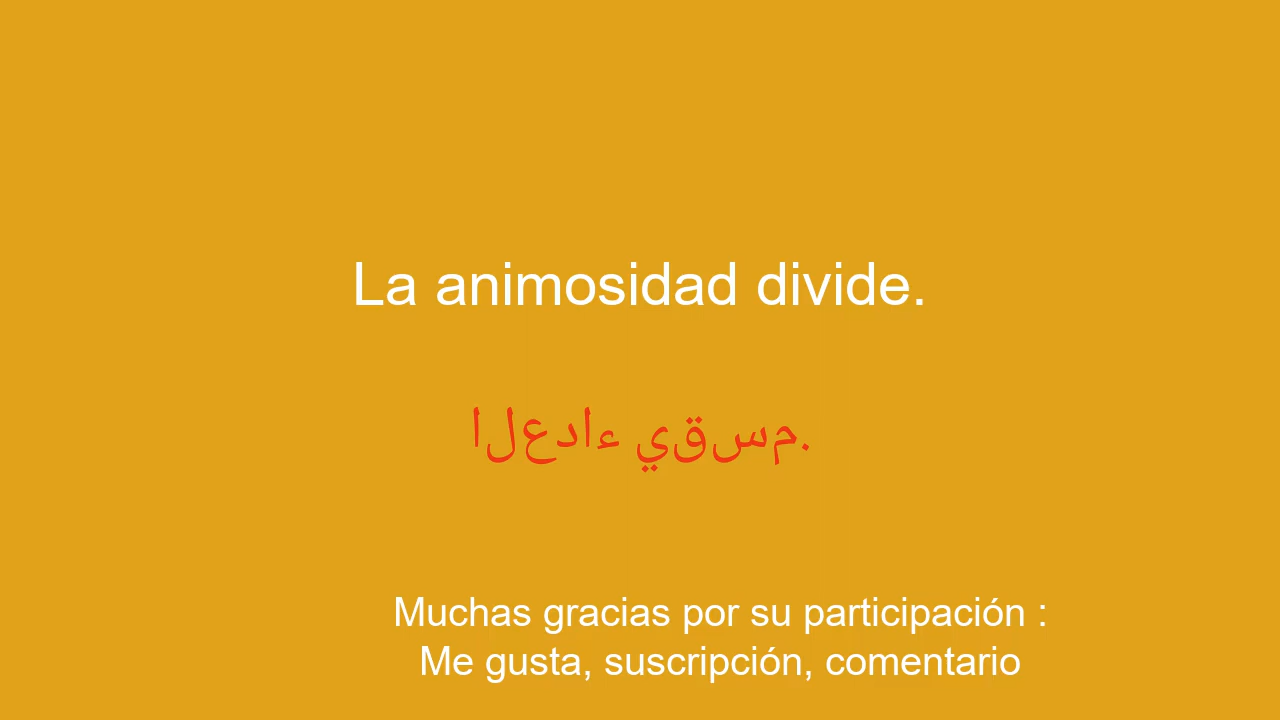 La animosidad divide.
العداء يقسم.
Muchas gracias por su participación :
Me gusta, suscripción, comentario